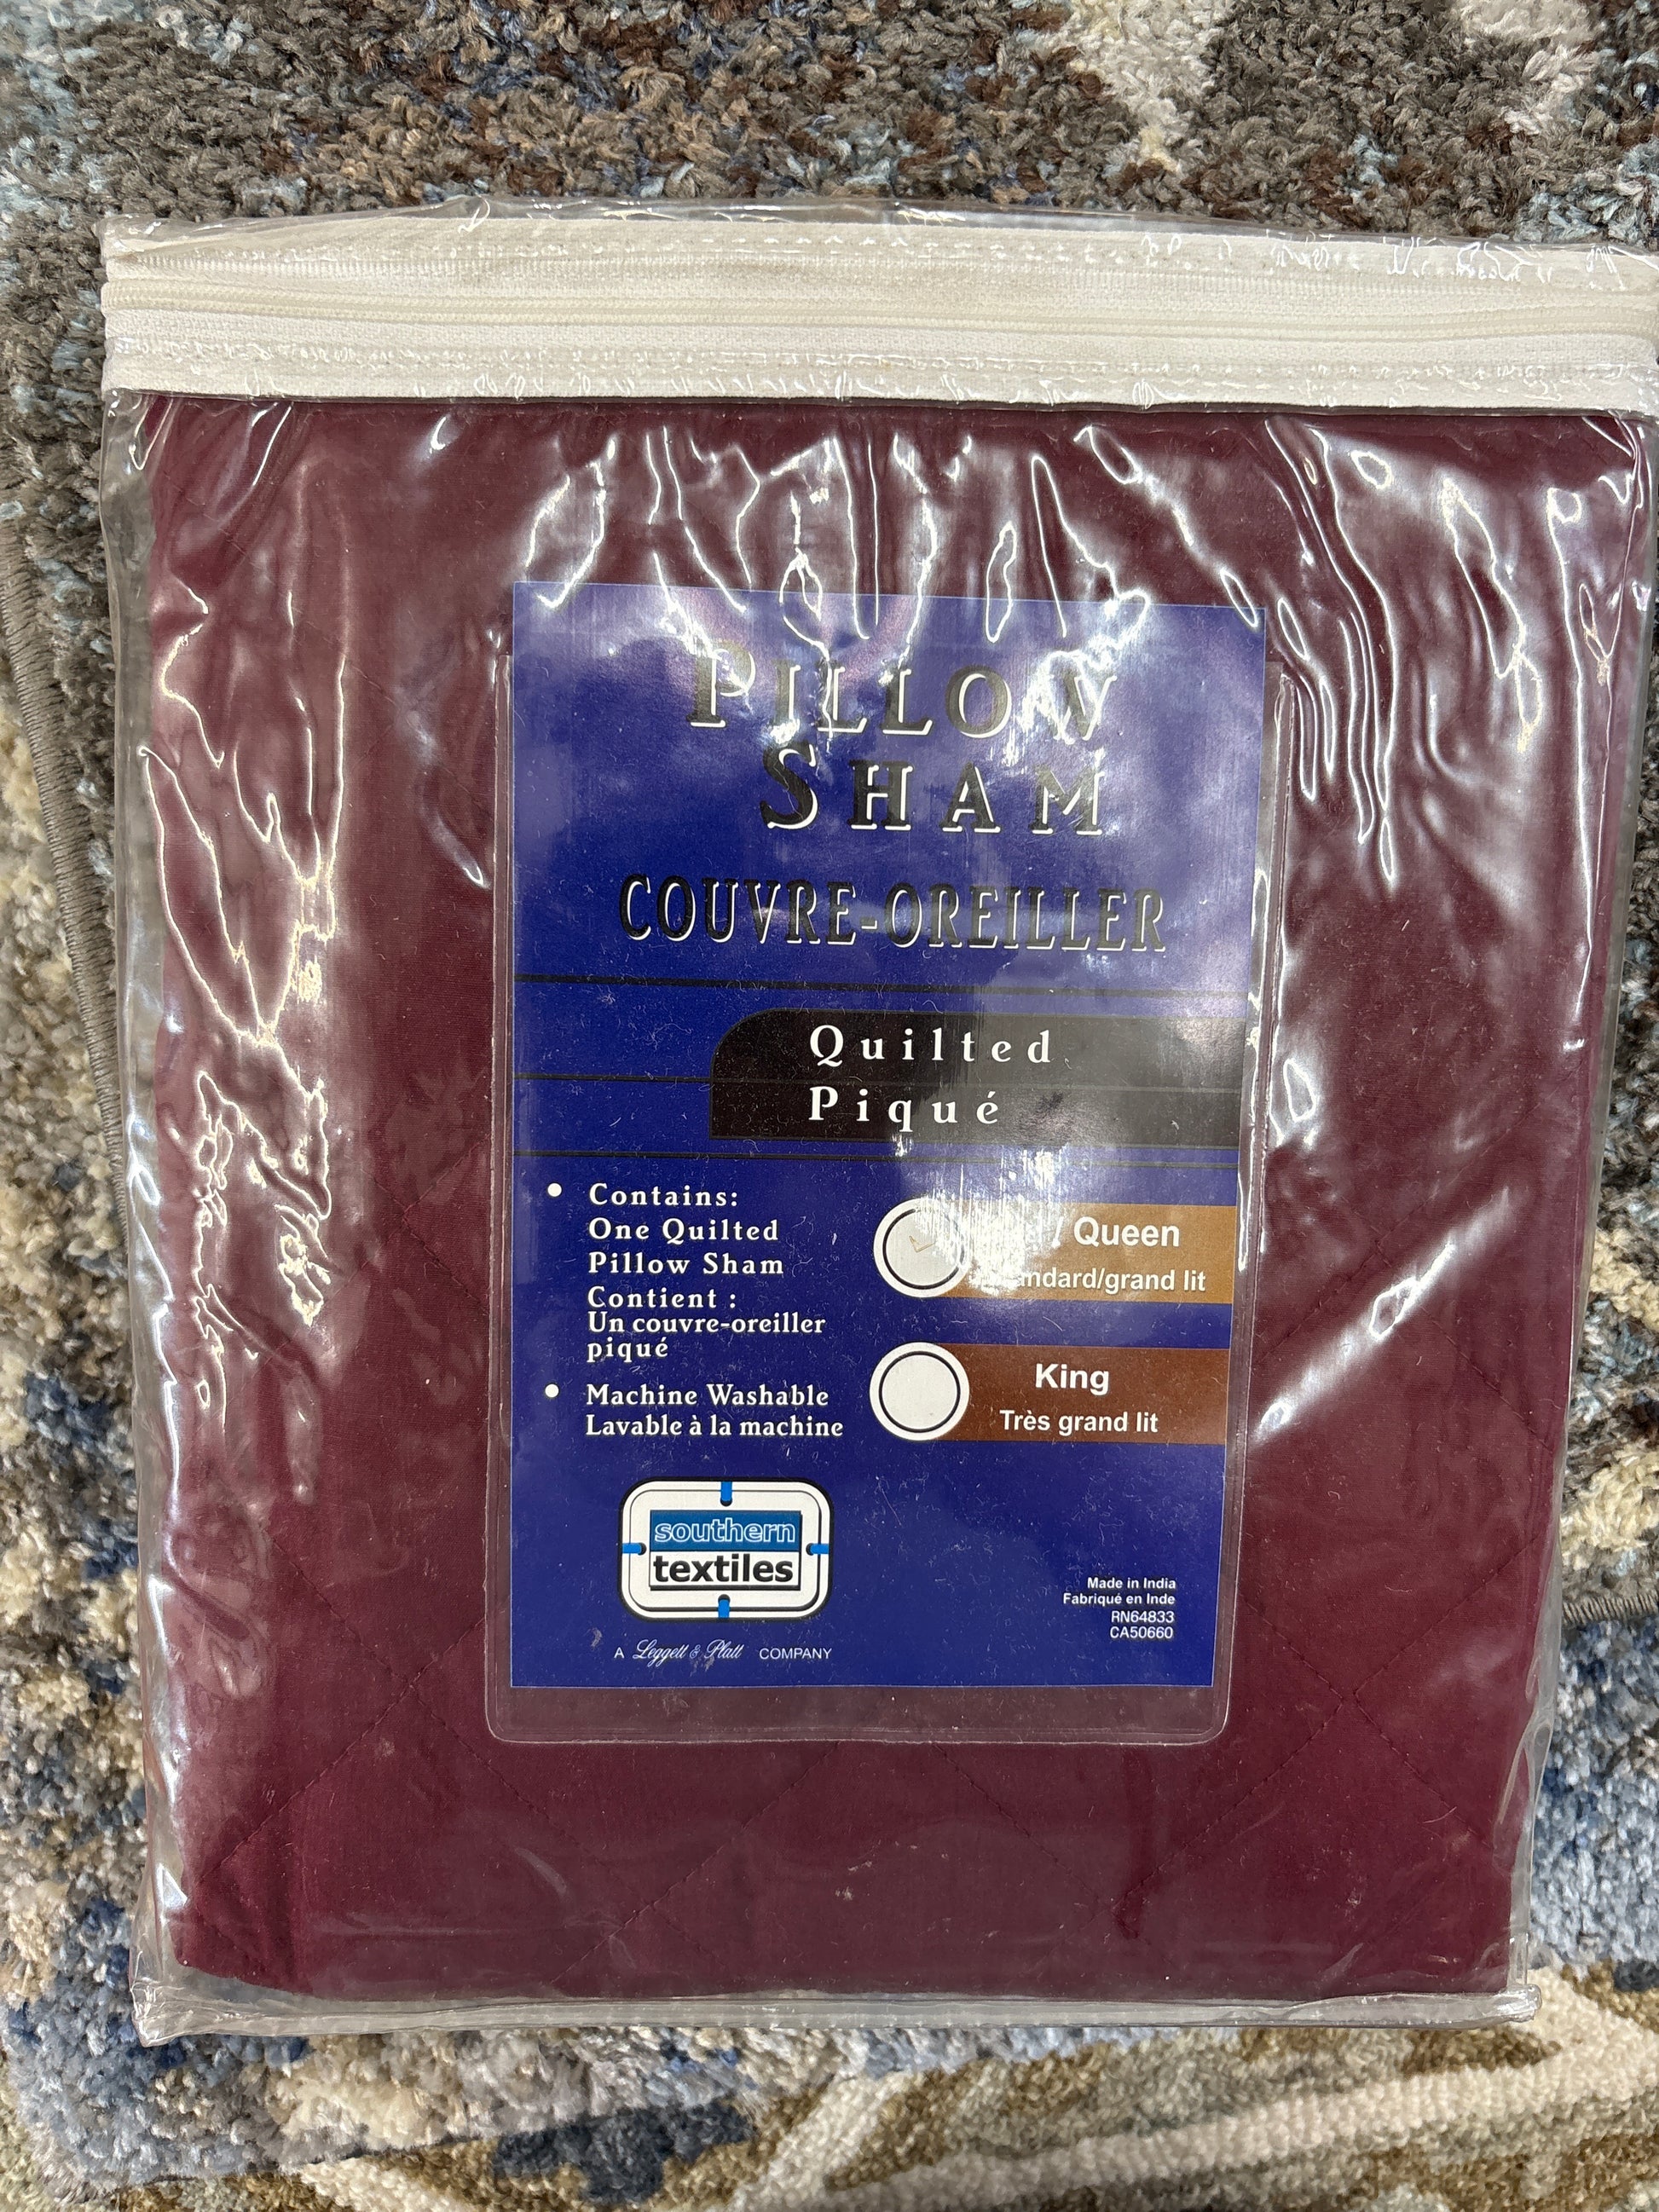 PILLOW
SHAM
COUVRE-OREILLER
Quilted
Piqué
• Contains:
One Quilted
Pillow Sham
Contient :
Un couvre-oreiller
piqué
• Machine Washable
Lavable à la machine
/ Queen
/grand lit
King
Très grand lit
southern
textiles
A Leggett & Platt COMPANY
Made in India
Fabriqué en Inde
RN64833
CA50660